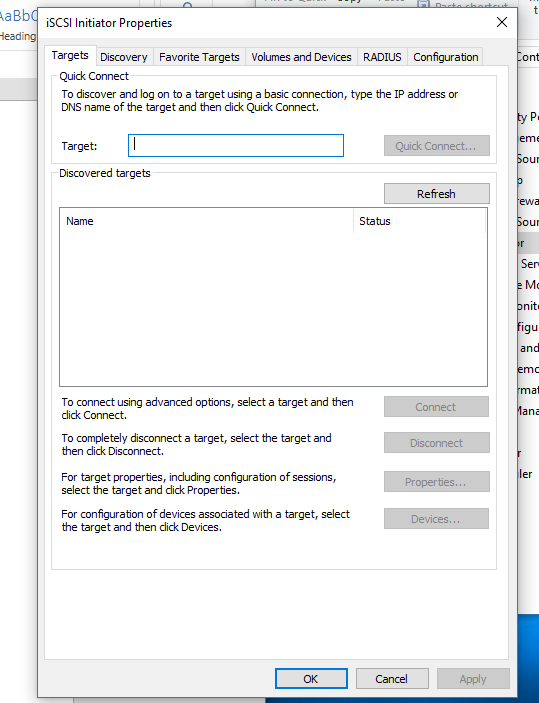 AaBbC
Heading
iSCSI Initiator Properties
Targets
Discovery
Favorite Targets
Volumes and Devices
RADIUS
Configuration
Quick Connect
To discover and log on to a target using a basic connection, type the IP address or
DNS name of the target and then click Quick Connect.
Target:
Quick Connect...
Discovered targets
Refresh
Name
Status
To connect using advanced options, select a target and then
click Connect.
Connect
To completely disconnect a target, select the target and
then click Disconnect.
Disconnect
For target properties, including configuration of sessions,
select the target and click Properties.
Properties...
For configuration of devices associated with a target, select
the target and then click Devices.
Devices...
OK
Cancel
Apply